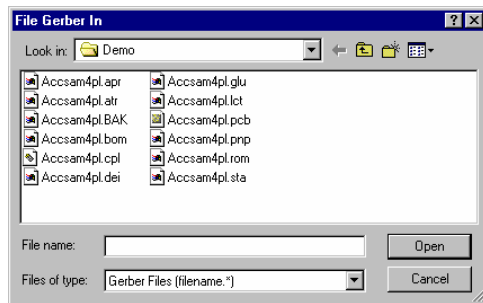 File Gerber In
Look in: Demo
Accsam4pl.apr Accsam4pl.glu
Accsam4pl.atr Accsam4pl.lct
Accsam4pl.BAK Accsam4pl.pcb
Accsam4pl.bom Accsam4pl.pnp
Accsam4pl.cpl Accsam4pl.rom
Accsam4pl.dei Accsam4pl.sta
File name: Open
Files of type: Gerber Files (filename.*) Cancel